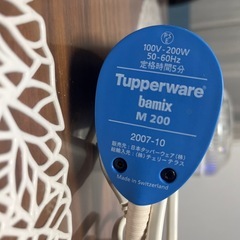 100V-200W
50-60Hz
定格時間5分
Tupperware
bamix
M 200
2007-10
販売元:日本タッパーウェア(株)
総輸入元:(株)チェリーテラス
Made in Switzerland